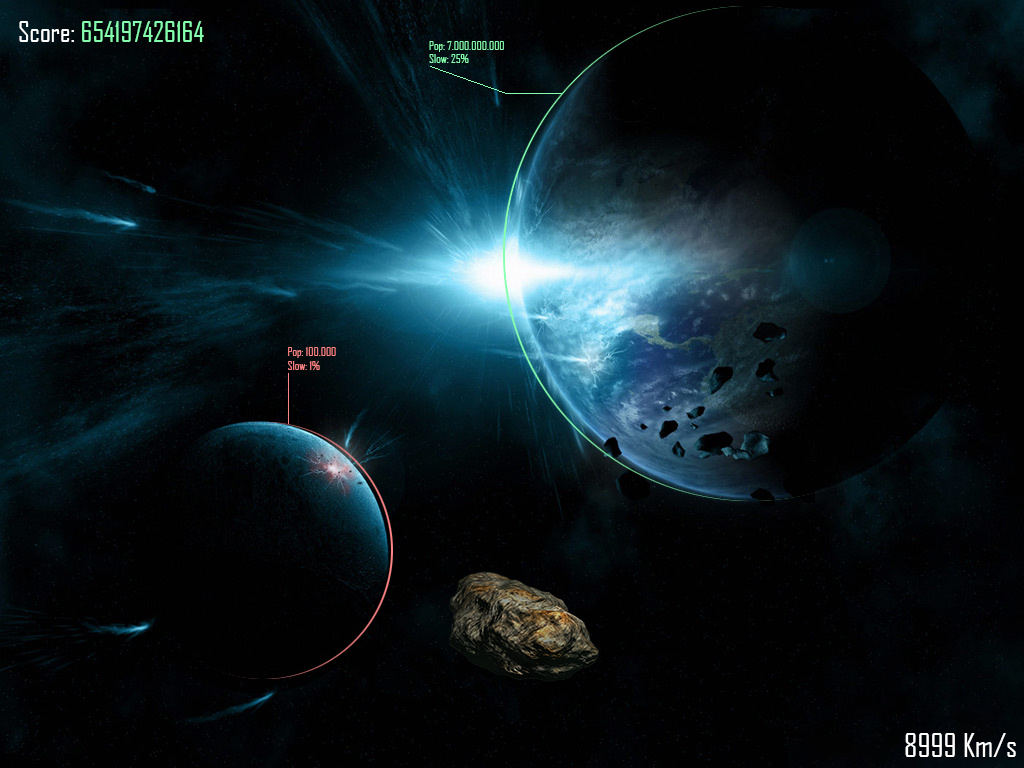 Score: 654197426164
Pop: 7.000.000.000
Slow: 25%
Pop: 100.000
Slow: 1%
8999 Km/s